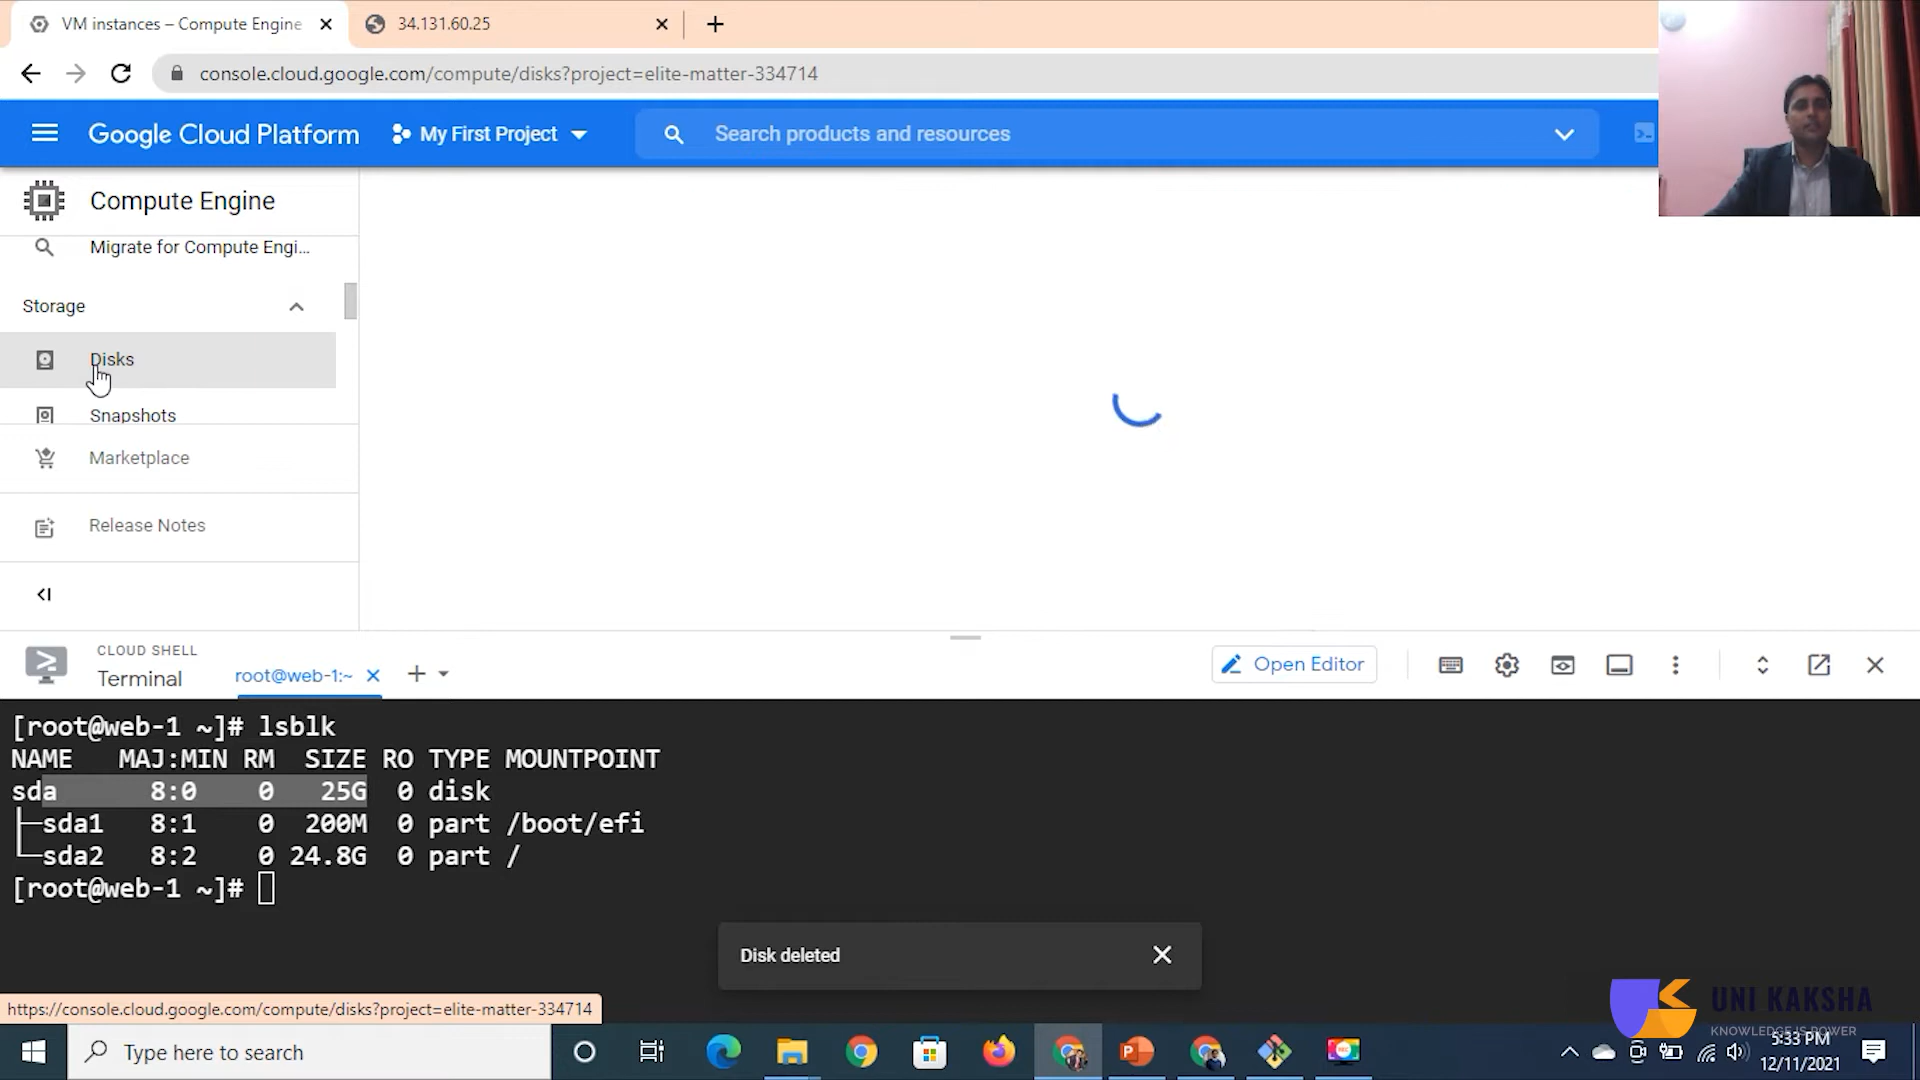 VM instances – Compute Engine
34.131.60.25
console.cloud.google.com/compute/disks?project=elite-matter-334714
Google Cloud Platform
My First Project
Search products and resources
Compute Engine
Migrate for Compute Engi...
Storage
Disks
Snapshots
Marketplace
Release Notes
CLOUD SHELL
Terminal
root@web-1:~
Open Editor
[root@web-1 ~]# lsblk
NAME   MAJ:MIN RM   SIZE RO TYPE MOUNTPOINT
sda      8:0    0    25G  0 disk
├─sda1   8:1    0   200M  0 part /boot/efi
└─sda2   8:2    0 24.8G  0 part /
[root@web-1 ~]#
Disk deleted
https://console.cloud.google.com/compute/disks?project=elite-matter-334714
UNI KAKSHA
KNOWLEDGE IS POWER
Type here to search
5:33 PM
12/11/2021